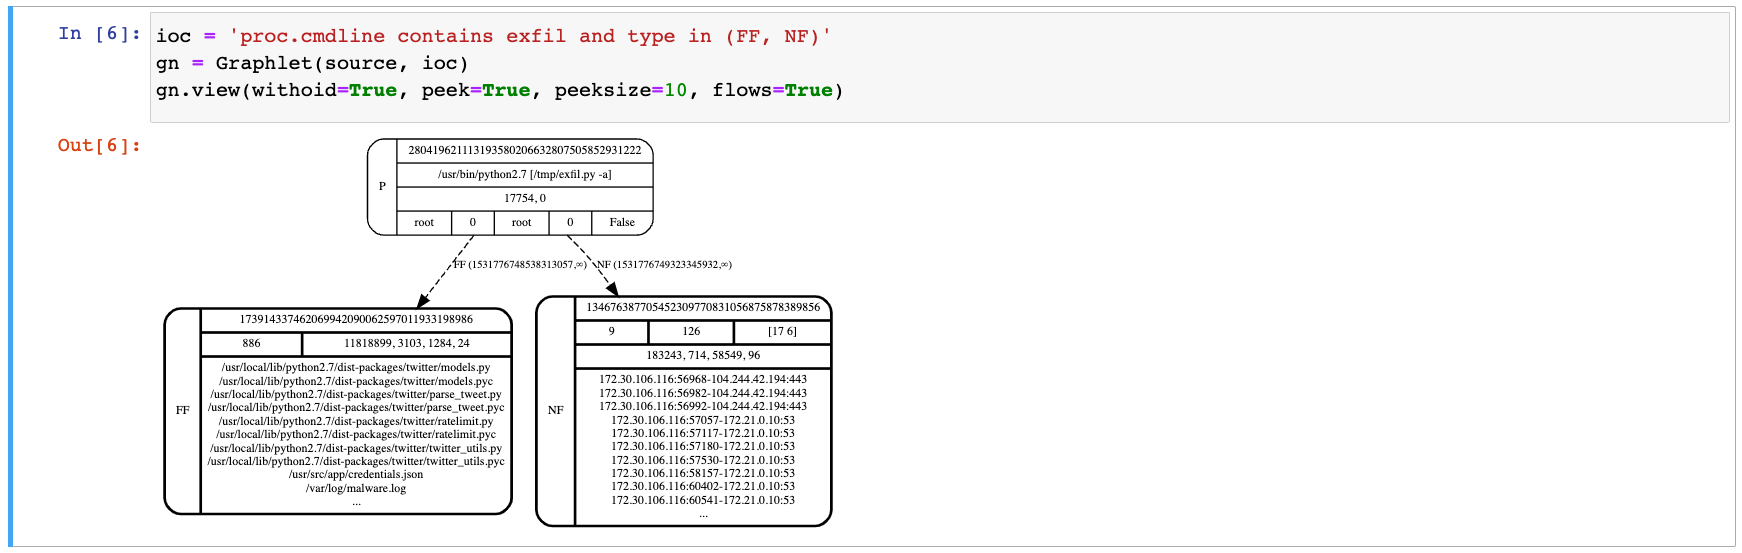 In [6]:
ioc = 'proc.cmdline contains exfil and type in (FF, NF)'
gn = Graphlet(source, ioc)
gn.view(withoid=True, peek=True, peeksize=10, flows=True)
Out[6]:
P
280419621113193580206632807505852931222
/usr/bin/python2.7 [/tmp/exfil.py -a]
17754, 0
root 0 root 0 False
FF (1531776748538313057,∞)
NF (1531776749323345932,∞)
FF
173914337462069942090062597011933198986
886 11818899, 3103, 1284, 24
/usr/local/lib/python2.7/dist-packages/twitter/models.py
/usr/local/lib/python2.7/dist-packages/twitter/models.pyc
/usr/local/lib/python2.7/dist-packages/twitter/parse_tweet.py
/usr/local/lib/python2.7/dist-packages/twitter/parse_tweet.pyc
/usr/local/lib/python2.7/dist-packages/twitter/ratelimit.py
/usr/local/lib/python2.7/dist-packages/twitter/ratelimit.pyc
/usr/local/lib/python2.7/dist-packages/twitter/twitter_utils.py
/usr/local/lib/python2.7/dist-packages/twitter/twitter_utils.pyc
/usr/src/app/credentials.json
/var/log/malware.log
...
NF
134676387705452309770831056875878389856
9 126 [17 6]
183243, 714, 58549, 96
172.30.106.116:56968-104.244.42.194:443
172.30.106.116:56982-104.244.42.194:443
172.30.106.116:56992-104.244.42.194:443
172.30.106.116:57057-172.21.0.10:53
172.30.106.116:57117-172.21.0.10:53
172.30.106.116:57180-172.21.0.10:53
172.30.106.116:57530-172.21.0.10:53
172.30.106.116:58157-172.21.0.10:53
172.30.106.116:60402-172.21.0.10:53
172.30.106.116:60541-172.21.0.10:53
...